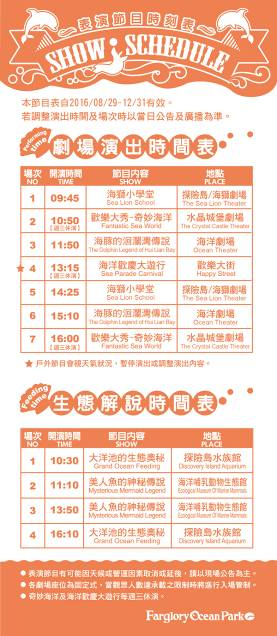 表演節目時刻表
SHOW SCHEDULE
本節目表自2016/08/29-12/31有效。
若調整演出時間及場次時以當日公告及廣播為準。
Performing time
劇場演出時間表
場次 NO 開演時間 TIME 節目內容 SHOW 地點 PLACE
1 09:45 海獅小學堂 Sea Lion School 探險島/海獅劇場 The Sea Lion Theater
2 10:50 【週三休演】 歡樂大秀-奇妙海洋 Fantastic Sea World 水晶城堡劇場 The Crystal Castle Theater
3 11:50 海豚的洄瀾灣傳說 The Dolphin Legend of Hui Lan Bay 海洋劇場 Ocean Theater
★ 4 13:15 【週三休演】 海洋歡慶大遊行 Sea Parade Carnival 歡樂大街 Happy Street
5 14:25 海獅小學堂 Sea Lion School 探險島/海獅劇場 The Sea Lion Theater
6 15:10 海豚的洄瀾灣傳說 The Dolphin Legend of Hui Lan Bay 海洋劇場 Ocean Theater
7 16:00 【週三休演】 歡樂大秀-奇妙海洋 Fantastic Sea World 水晶城堡劇場 The Crystal Castle Theater
★ 戶外節目會視天氣狀況，暫停演出或調整演出內容。
Feeding time
生態解說時間表
場次 NO 開演時間 TIME 節目內容 SHOW 地點 PLACE
1 10:30 大洋池的生態奧秘 Grand Ocean Feeding 探險島水族館 Discovery Island Aquarium
2 11:10 美人魚的神秘傳說 Mysterious Mermaid Legend 海洋哺乳動物生態館 Ecological Museum Of Marine Mammals
3 13:50 美人魚的神秘傳說 Mysterious Mermaid Legend 海洋哺乳動物生態館 Ecological Museum Of Marine Mammals
4 16:10 大洋池的生態奧秘 Grand Ocean Feeding 探險島水族館 Discovery Island Aquarium
● 表演節目有可能因天候或營運因素取消或延後，請以現場公告為主。
● 各劇場座位為固定式，當觀眾人數達承載之限制時將進行入場管制。
● 奇妙海洋及海洋歡慶大遊行每週三休演。
Farglory Ocean Park